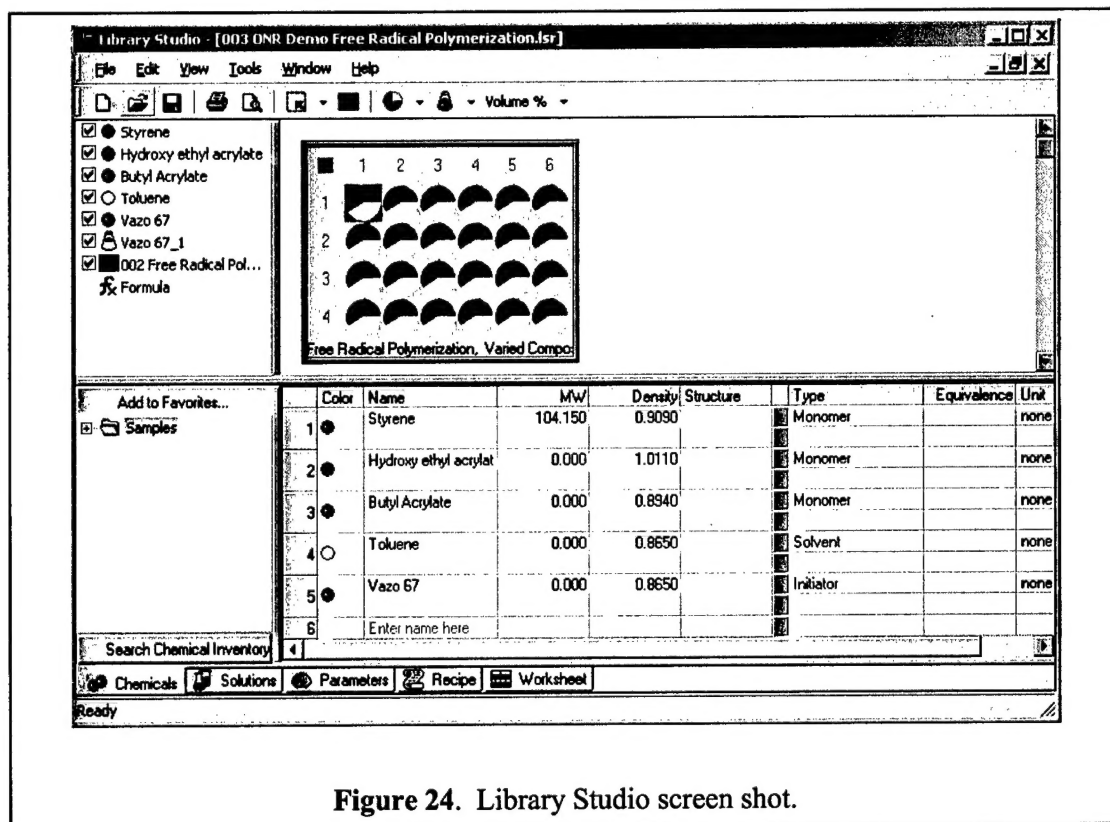 Library Studio - [003 ONR Demo Free Radical Polymerization.lsr]
File Edit View Tools Window Help
Volume %
Styrene
Hydroxy ethyl acrylate
Butyl Acrylate
Toluene
Vazo 67
Vazo 67_1
002 Free Radical Pol...
fx Formula
1 2 3 4 5 6
1
2
3
4
Free Radical Polymerization, Varied Compo
Add to Favorites...
Samples
Search Chemical Inventory
Color Name MW Density Structure Type Equivalence Unit
1 Styrene 104.150 0.9090 Monomer none
2 Hydroxy ethyl acrylat 0.000 1.0110 Monomer none
3 Butyl Acrylate 0.000 0.8940 Monomer none
4 Toluene 0.000 0.8650 Solvent none
5 Vazo 67 0.000 0.8650 Initiator none
6 Enter name here
Chemicals Solutions Parameters Recipe Worksheet
Ready
Figure 24. Library Studio screen shot.